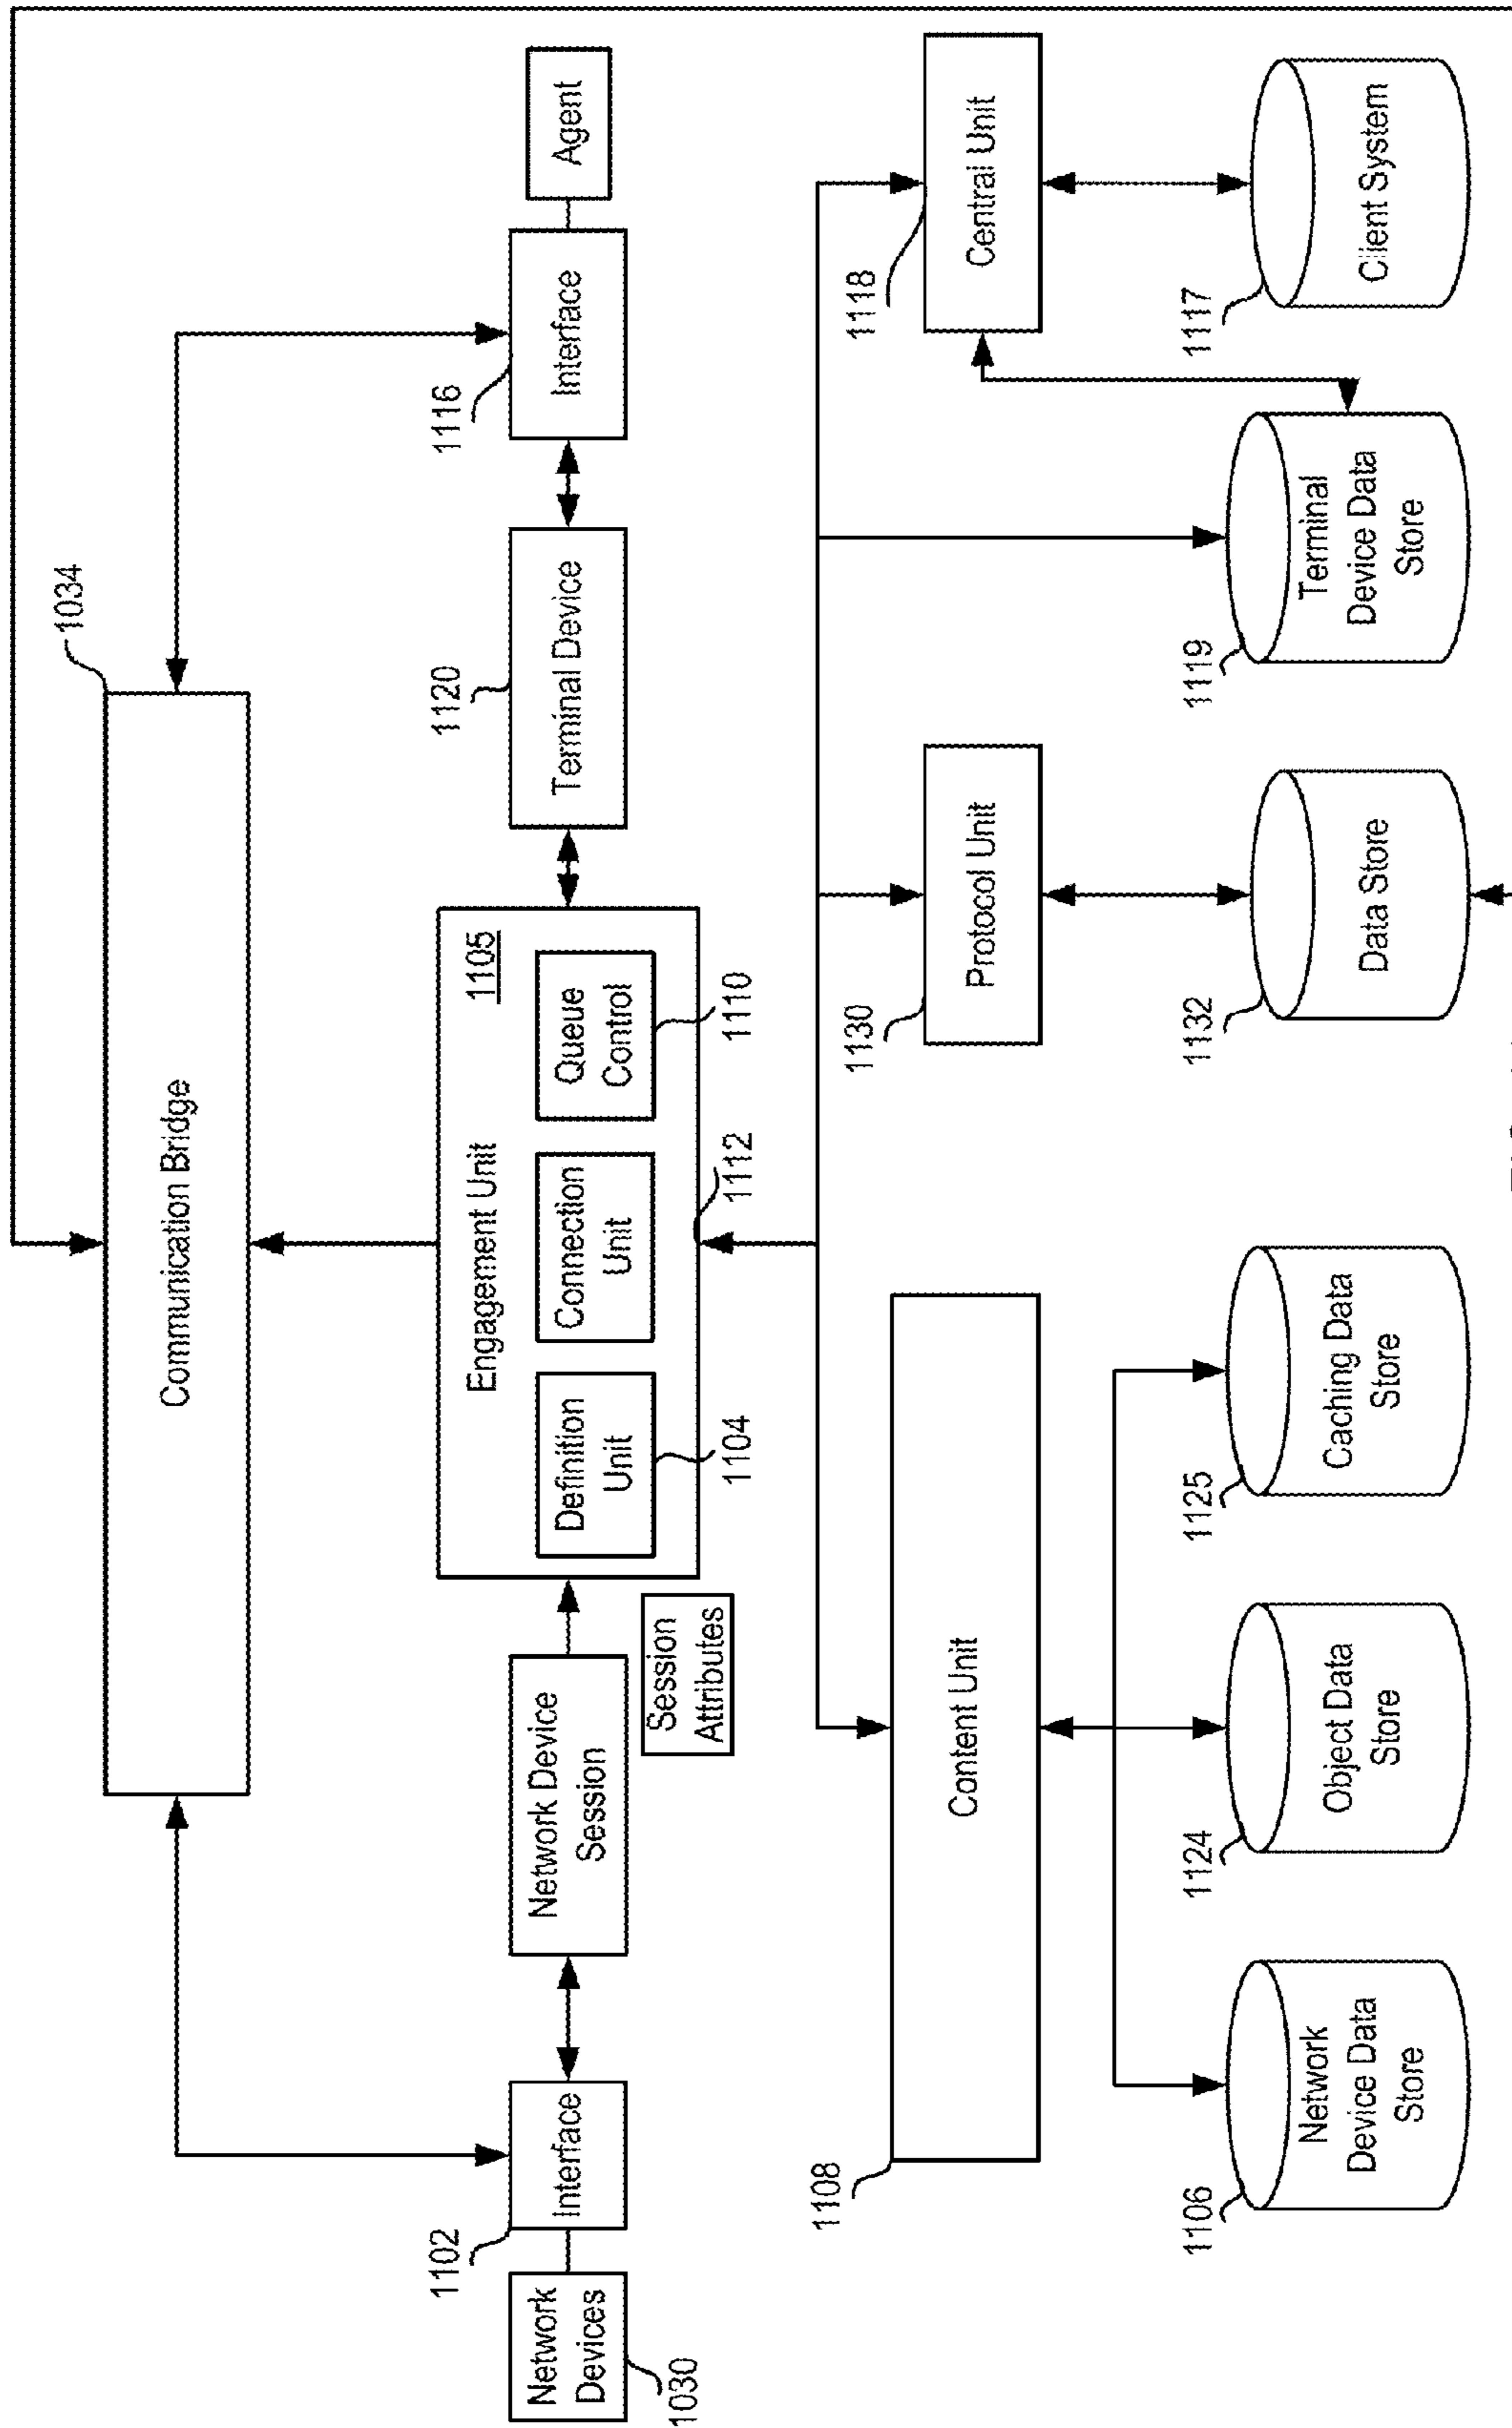 1034
Communication Bridge
1102
1120
1116
Network
Devices
1030
Interface
Network Device
Session
Session
Attributes
Engagement Unit
1105
Definition
Unit
1104
Connection
Unit
1112
Queue
Control
1110
Terminal Device
Interface
Agent
1108
Content Unit
1130
Protocol Unit
1118
Central Unit
1106
Network
Device Data
Store
1124
Object Data
Store
1125
Caching Data
Store
1132
Data Store
1119
Terminal
Device Data
Store
1117
Client System